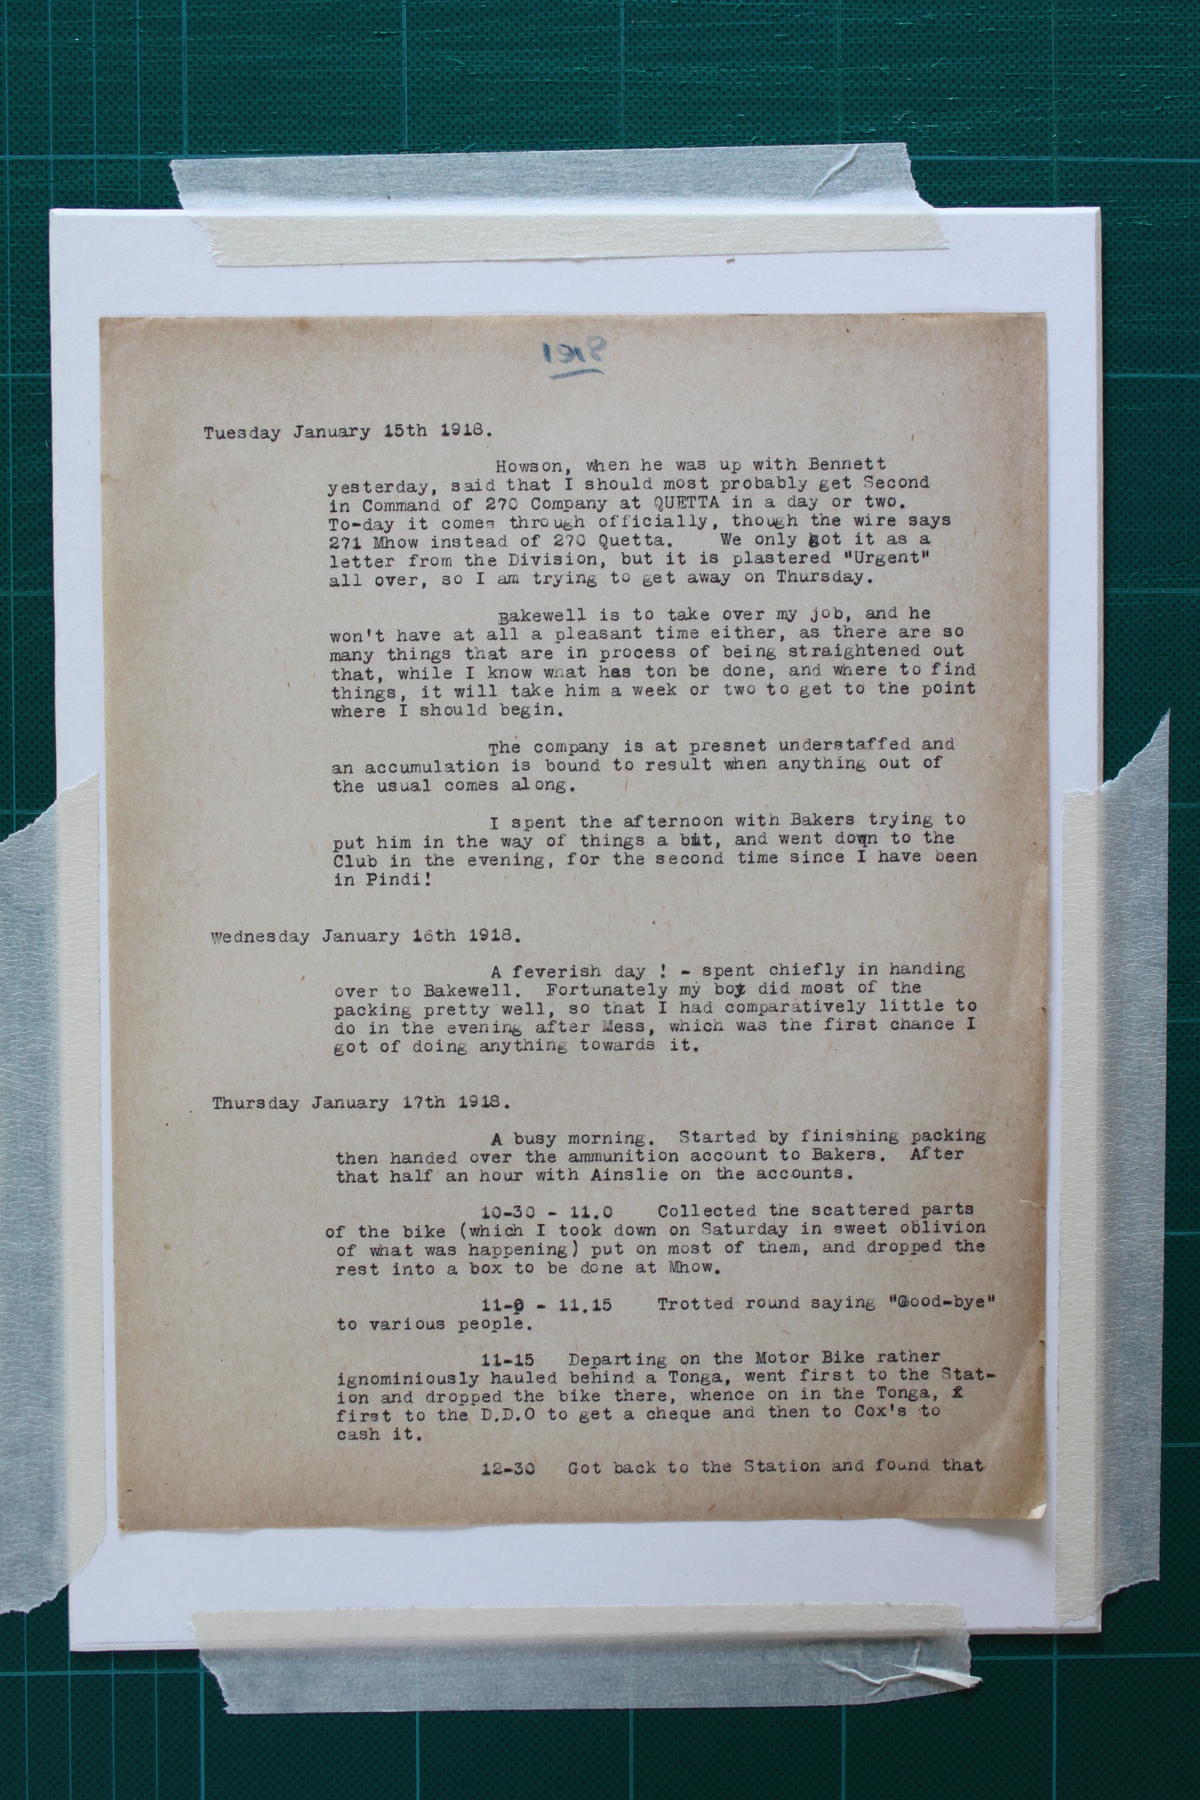 1918
Tuesday January 15th 1918.
Howson, when he was up with Bennett
yesterday, said that I should most probably get Second
in Command of 270 Company at QUETTA in a day or two.
To-day it comes through officially, though the wire says
271 Mhow instead of 270 Quetta. We only got it as a
letter from the Division, but it is plastered "Urgent"
all over, so I am trying to get away on Thursday.
Bakewell is to take over my job, and he
won't have at all a pleasant time either, as there are so
many things that are in process of being straightened out
that, while I know what has ton be done, and where to find
things, it will take him a week or two to get to the point
where I should begin.
The company is at presnet understaffed and
an accumulation is bound to result when anything out of
the usual comes along.
I spent the afternoon with Bakers trying to
put him in the way of things a bit, and went down to the
Club in the evening, for the second time since I have been
in Pindi!
Wednesday January 16th 1918.
A feverish day ! - spent chiefly in handing
over to Bakewell. Fortunately my boy did most of the
packing pretty well, so that I had comparatively little to
do in the evening after Mess, which was the first chance I
got of doing anything towards it.
Thursday January 17th 1918.
A busy morning. Started by finishing packing
then handed over the ammunition account to Bakers. After
that half an hour with Ainslie on the accounts.
10-30 - 11.0 Collected the scattered parts
of the bike (which I took down on Saturday in sweet oblivion
of what was happening) put on most of them, and dropped the
rest into a box to be done at Mhow.
11-0 - 11.15 Trotted round saying "Good-bye"
to various people.
11-15 Departing on the Motor Bike rather
ignominiously hauled behind a Tonga, went first to the Stat-
ion and dropped the bike there, whence on in the Tonga,
first to the D.D.O to get a cheque and then to Cox's to
cash it.
12-30 Got back to the Station and found that